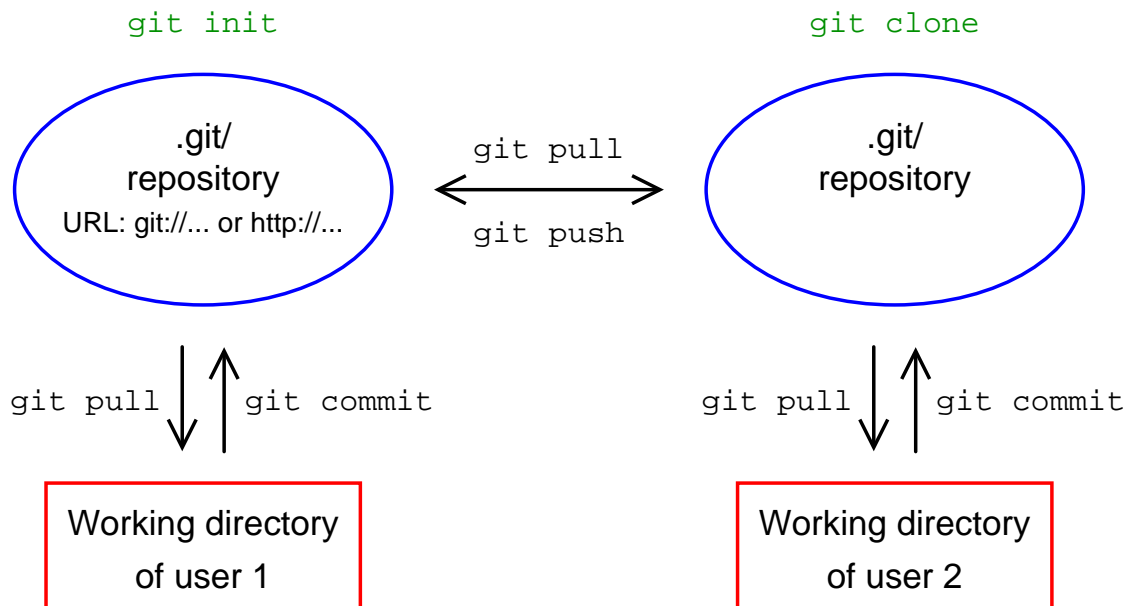 git init
git clone
.git/
repository
URL: git://... or http://...
git pull
git push
.git/
repository
git pull
git commit
git pull
git commit
Working directory
of user 1
Working directory
of user 2